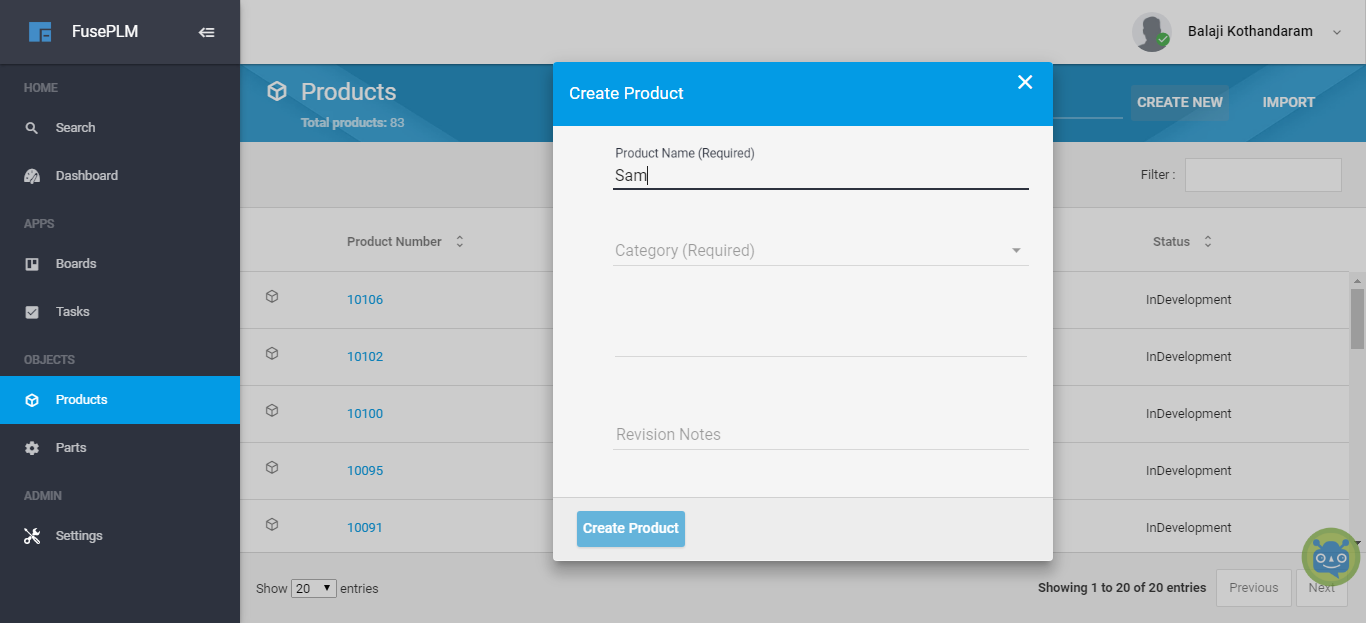 FusePLM
HOME
Search
Dashboard
APPS
Boards
Tasks
OBJECTS
Products
Parts
ADMIN
Settings
Balaji Kothandaram
Products
Total products: 83
CREATE NEW
IMPORT
Filter :
Product Number
Status
10106
InDevelopment
10102
InDevelopment
10100
InDevelopment
10095
InDevelopment
10091
InDevelopment
Show 20 entries
Showing 1 to 20 of 20 entries
Previous
Next
Create Product
Product Name (Required)
Sam
Category (Required)
Revision Notes
Create Product